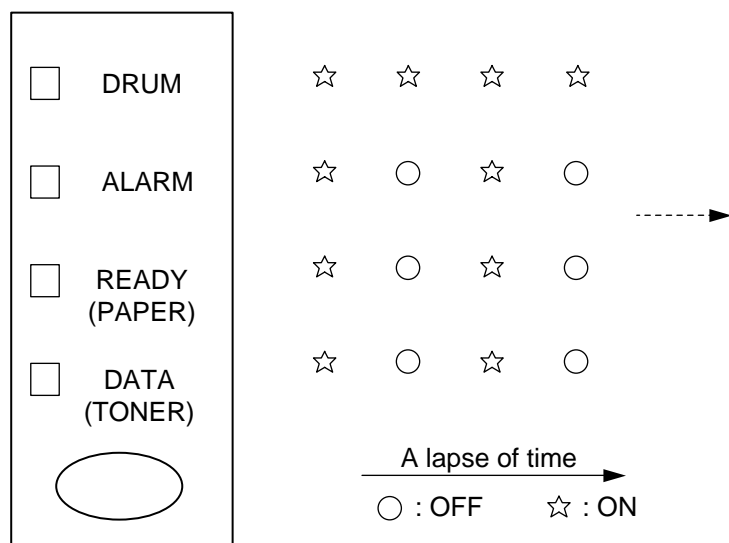 DRUM
ALARM
READY
(PAPER)
DATA
(TONER)
A lapse of time
: OFF
: ON